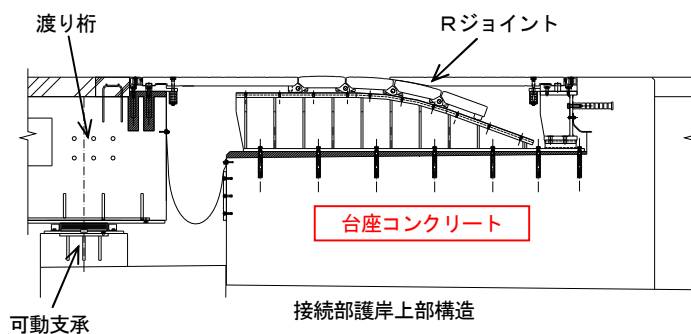 渡り桁
Rジョイント
台座コンクリート
接続部護岸上部構造
可動支承